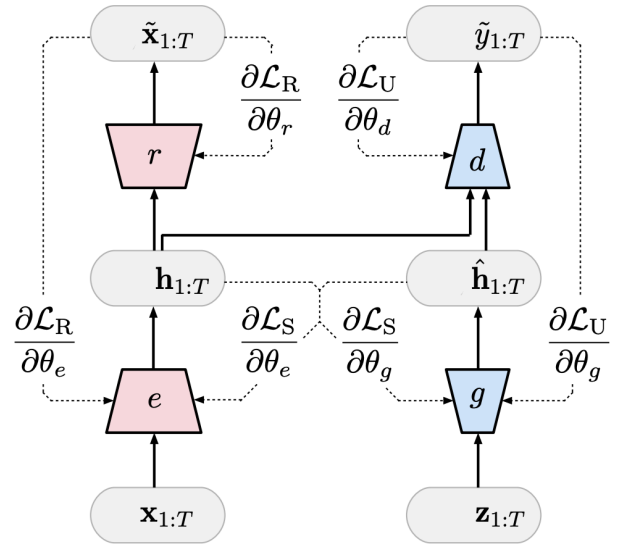 x̃₁:T ỹ₁:T
∂ℒR/∂θr ∂ℒU/∂θd
r d
h₁:T ĥ₁:T
∂ℒR/∂θe ∂ℒS/∂θe ∂ℒS/∂θg ∂ℒU/∂θg
e g
x₁:T z₁:T